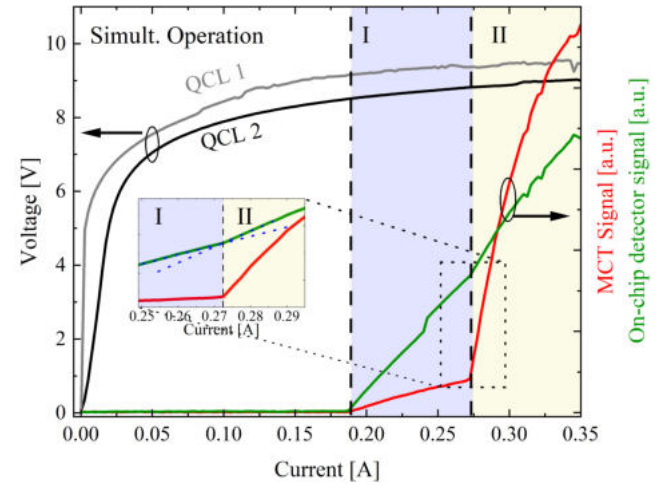 Simult. Operation
I
II
QCL 1
QCL 2
10
8
6
4
2
0
Voltage [V]
I
II
0.25
0.26
0.27
0.28
0.29
Current [A]
0.00
0.05
0.10
0.15
0.20
0.25
0.30
0.35
Current [A]
MCT Signal [a.u.]
On-chip detector signal [a.u.]